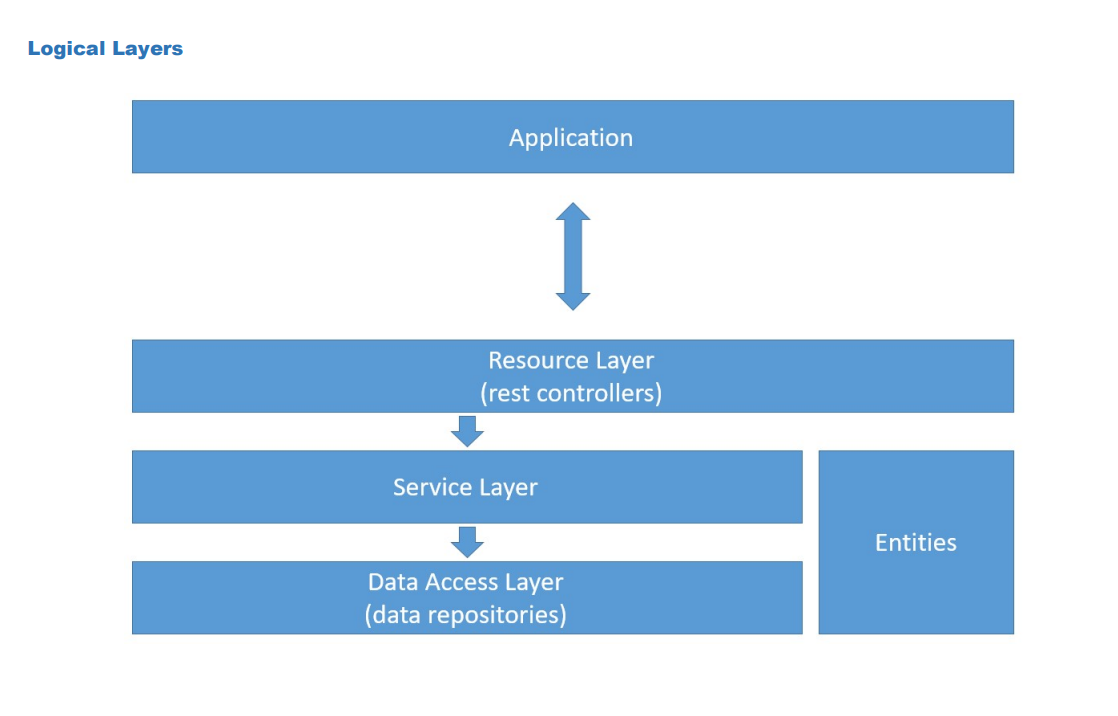 Logical Layers
Application
Resource Layer
(rest controllers)
Service Layer
Entities
Data Access Layer
(data repositories)